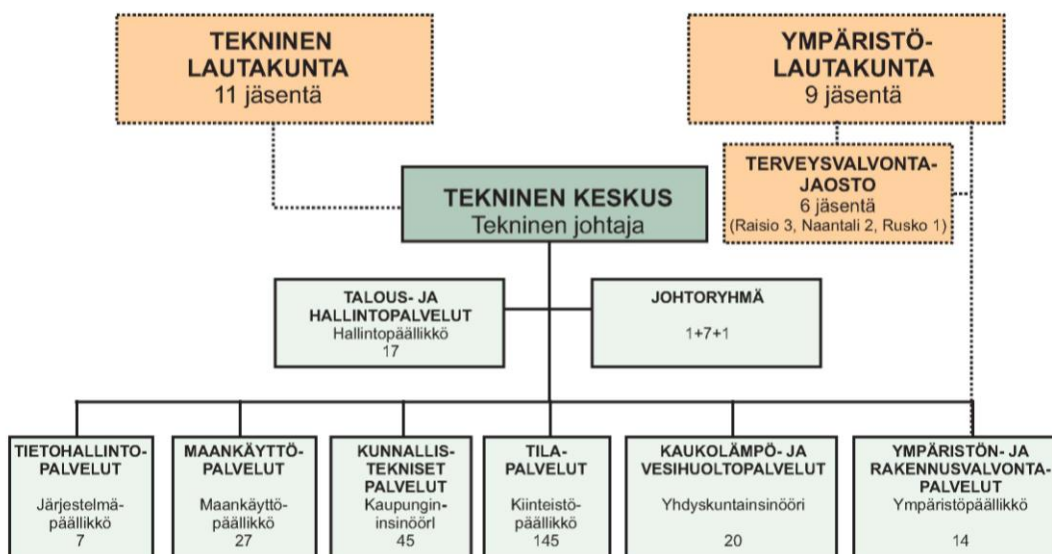 TEKNINEN
LAUTAKUNTA
11 jäsentä
YMPÄRISTÖ-
LAUTAKUNTA
9 jäsentä
TERVEYSVALVONTA-
JAOSTO
6 jäsentä
(Raisio 3, Naantali 2, Rusko 1)
TEKNINEN KESKUS
Tekninen johtaja
TALOUS- JA
HALLINTOPALVELUT
Hallintopäällikkö
17
JOHTORYHMÄ
1+7+1
TIETOHALLINTO-
PALVELUT
Järjestelmä-
päällikkö
7
MAANKÄYTTÖ-
PALVELUT
Maankäyttö-
päällikkö
27
KUNNALLIS-
TEKNISET
PALVELUT
Kaupungin-
insinöörl
45
TILA-
PALVELUT
Kiinteistö-
päällikkö
145
KAUKOLÄMPÖ- JA
VESIHUOLTOPALVELUT
Yhdyskuntainsinööri
20
YMPÄRISTÖN- JA
RAKENNUSVALVONTA-
PALVELUT
Ympäristöpäällikkö
14